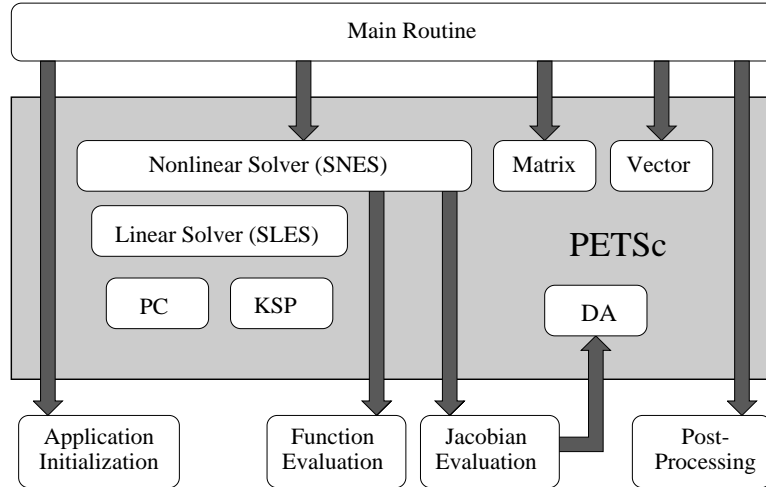 Main Routine
Nonlinear Solver (SNES)
Matrix
Vector
Linear Solver (SLES)
PETSc
PC
KSP
DA
Application
Initialization
Function
Evaluation
Jacobian
Evaluation
Post-
Processing